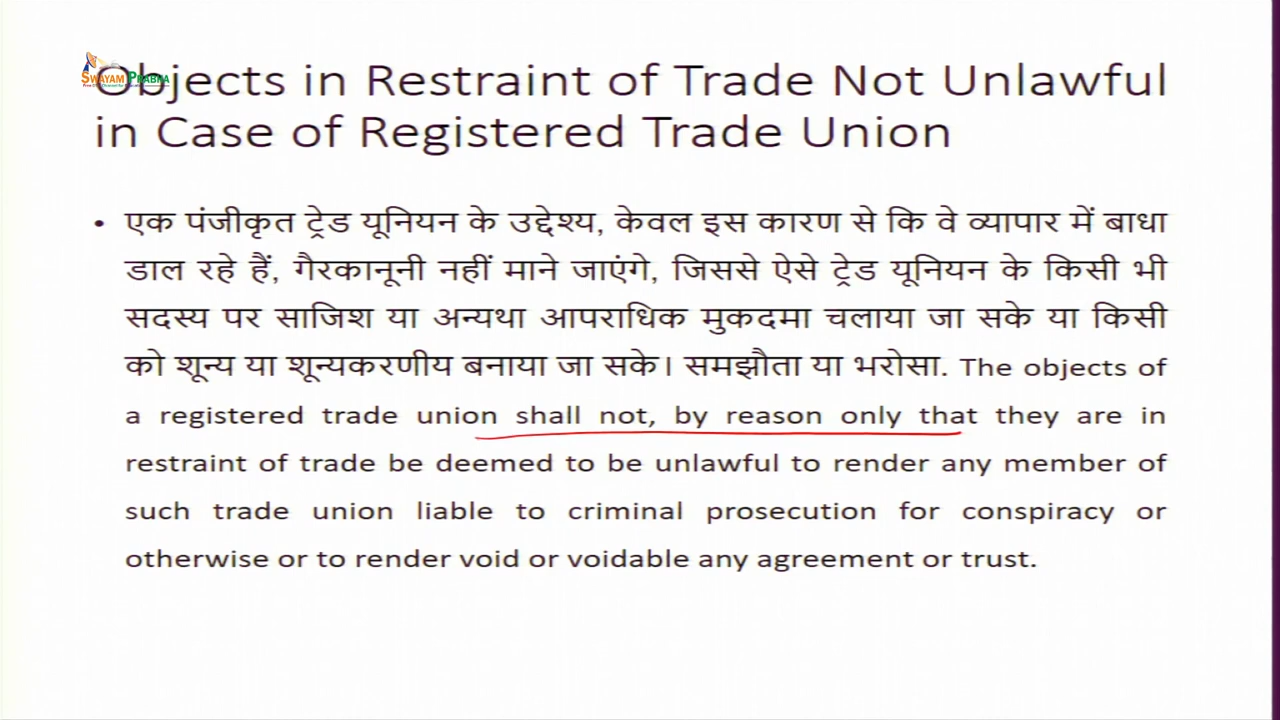 SWAYAM PRABHA
Objects in Restraint of Trade Not Unlawful
in Case of Registered Trade Union
• एक पंजीकृत ट्रेड यूनियन के उद्देश्य, केवल इस कारण से कि वे व्यापार में बाधा
डाल रहे हैं, गैरकानूनी नहीं माने जाएंगे, जिससे ऐसे ट्रेड यूनियन के किसी भी
सदस्य पर साजिश या अन्यथा आपराधिक मुकदमा चलाया जा सके या किसी
को शून्य या शून्यकरणीय बनाया जा सके। समझौता या भरोसा. The objects of
a registered trade union shall not, by reason only that they are in
restraint of trade be deemed to be unlawful to render any member of
such trade union liable to criminal prosecution for conspiracy or
otherwise or to render void or voidable any agreement or trust.